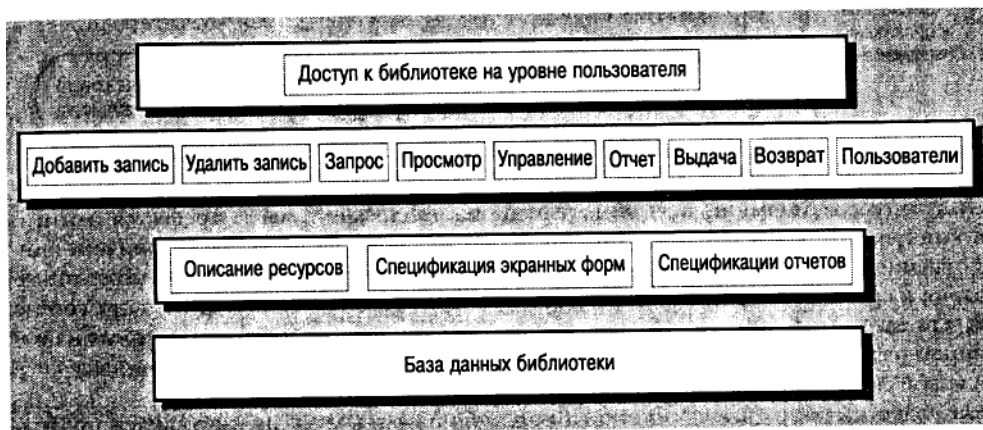 Доступ к библиотеке на уровне пользователя
Добавить запись Удалить запись Запрос Просмотр Управление Отчет Выдача Возврат Пользователи
Описание ресурсов Спецификация экранных форм Спецификации отчетов
База данных библиотеки